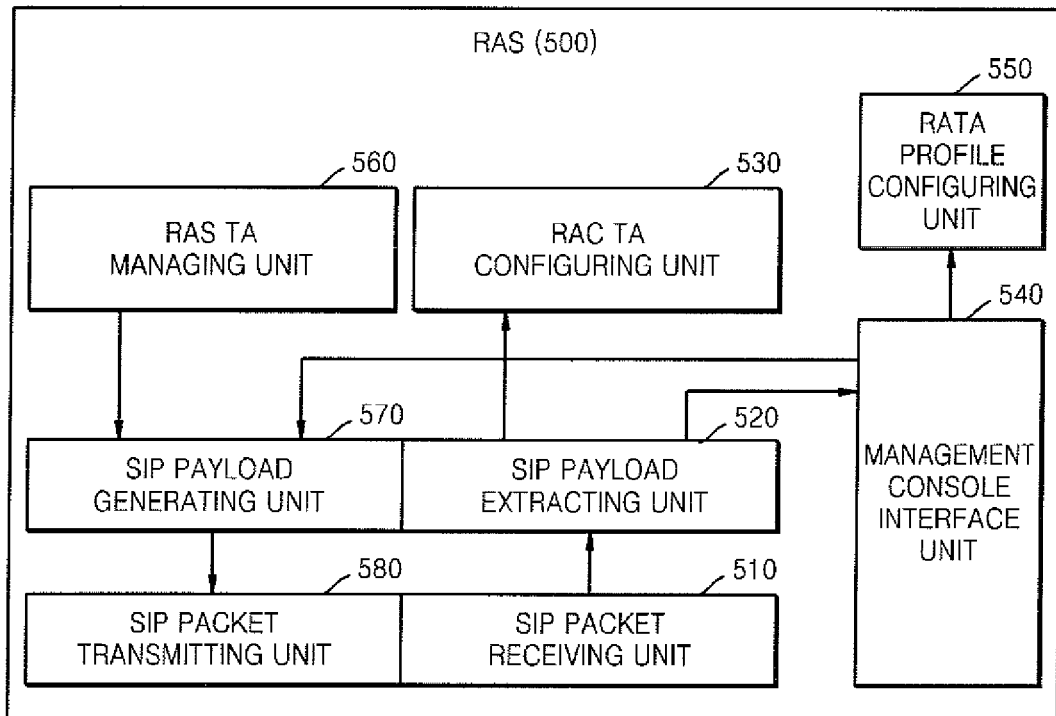 RAS (500)
550
RATA
PROFILE
CONFIGURING
UNIT
560
RAS TA
MANAGING UNIT
530
RAC TA
CONFIGURING UNIT
540
MANAGEMENT
CONSOLE
INTERFACE
UNIT
570
SIP PAYLOAD
GENERATING UNIT
520
SIP PAYLOAD
EXTRACTING UNIT
580
SIP PACKET
TRANSMITTING UNIT
510
SIP PACKET
RECEIVING UNIT